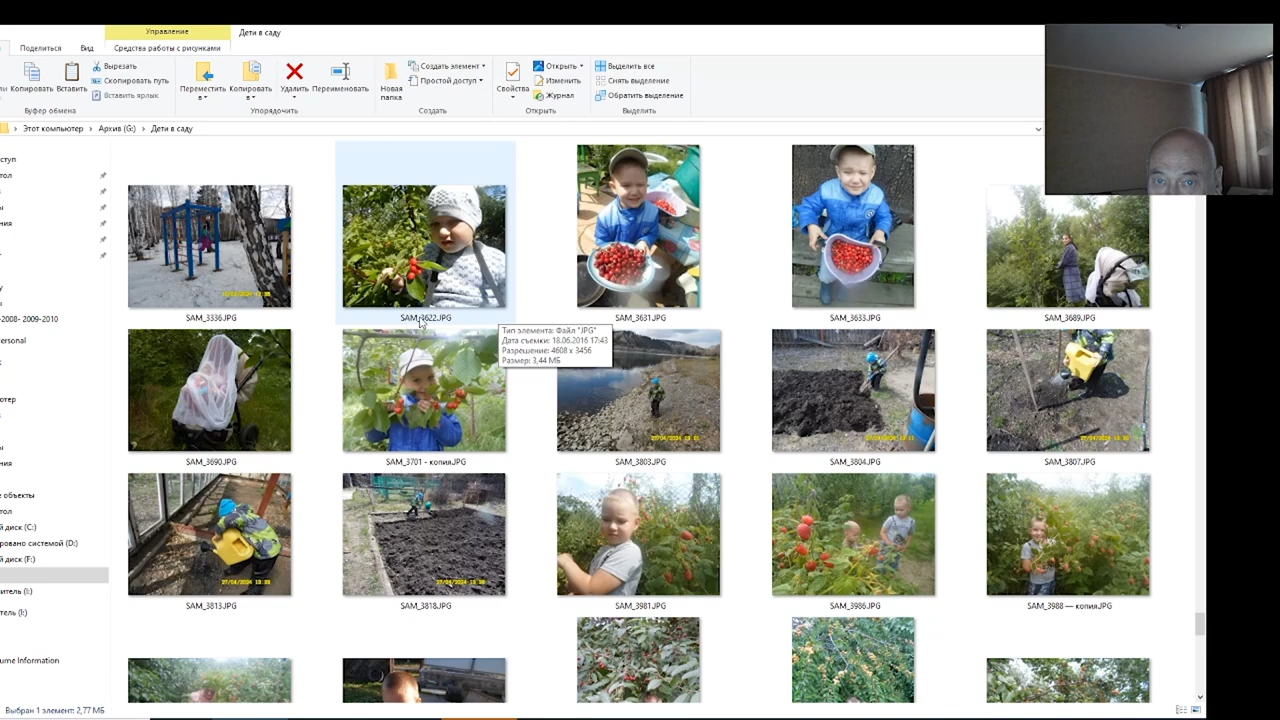 Управление
Дети в саду
Поделиться
Вид
Средства работы с рисунками
Копировать
Вставить
Вырезать
Скопировать путь
Вставить ярлык
Буфер обмена
Переместить в
Копировать в
Удалить
Переименовать
Упорядочить
Новая папка
Создать элемент
Простой доступ
Создать
Свойства
Открыть
Изменить
Журнал
Открыть
Выделить все
Снять выделение
Обратить выделение
Выделить
Этот компьютер
Архив (G:)
Дети в саду
SAM_3336.JPG
SAM_3622.JPG
SAM_3631.JPG
SAM_3633.JPG
SAM_3689.JPG
Тип элемента: Файл "JPG"
Дата съемки: 18.06.2016 17:43
Разрешение: 4608 x 3456
Размер: 3,44 МБ
-2008- 2009-2010
ersonal
SAM_3690.JPG
SAM_3701 - копия.JPG
SAM_3803.JPG
SAM_3804.JPG
SAM_3807.JPG
е объекты
й диск (C:)
ровано системой (D:)
й диск (F:)
итель (I:)
тель (I:)
ume Information
SAM_3813.JPG
SAM_3818.JPG
SAM_3981.JPG
SAM_3986.JPG
SAM_3988 — копия.JPG
Выбран 1 элемент: 2,77 МБ